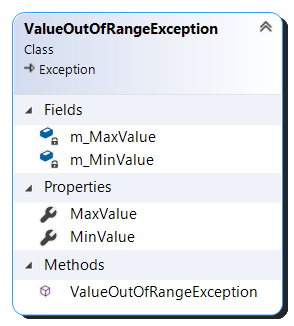 ValueOutOfRangeException
Class
Exception
Fields
m_MaxValue
m_MinValue
Properties
MaxValue
MinValue
Methods
ValueOutOfRangeException